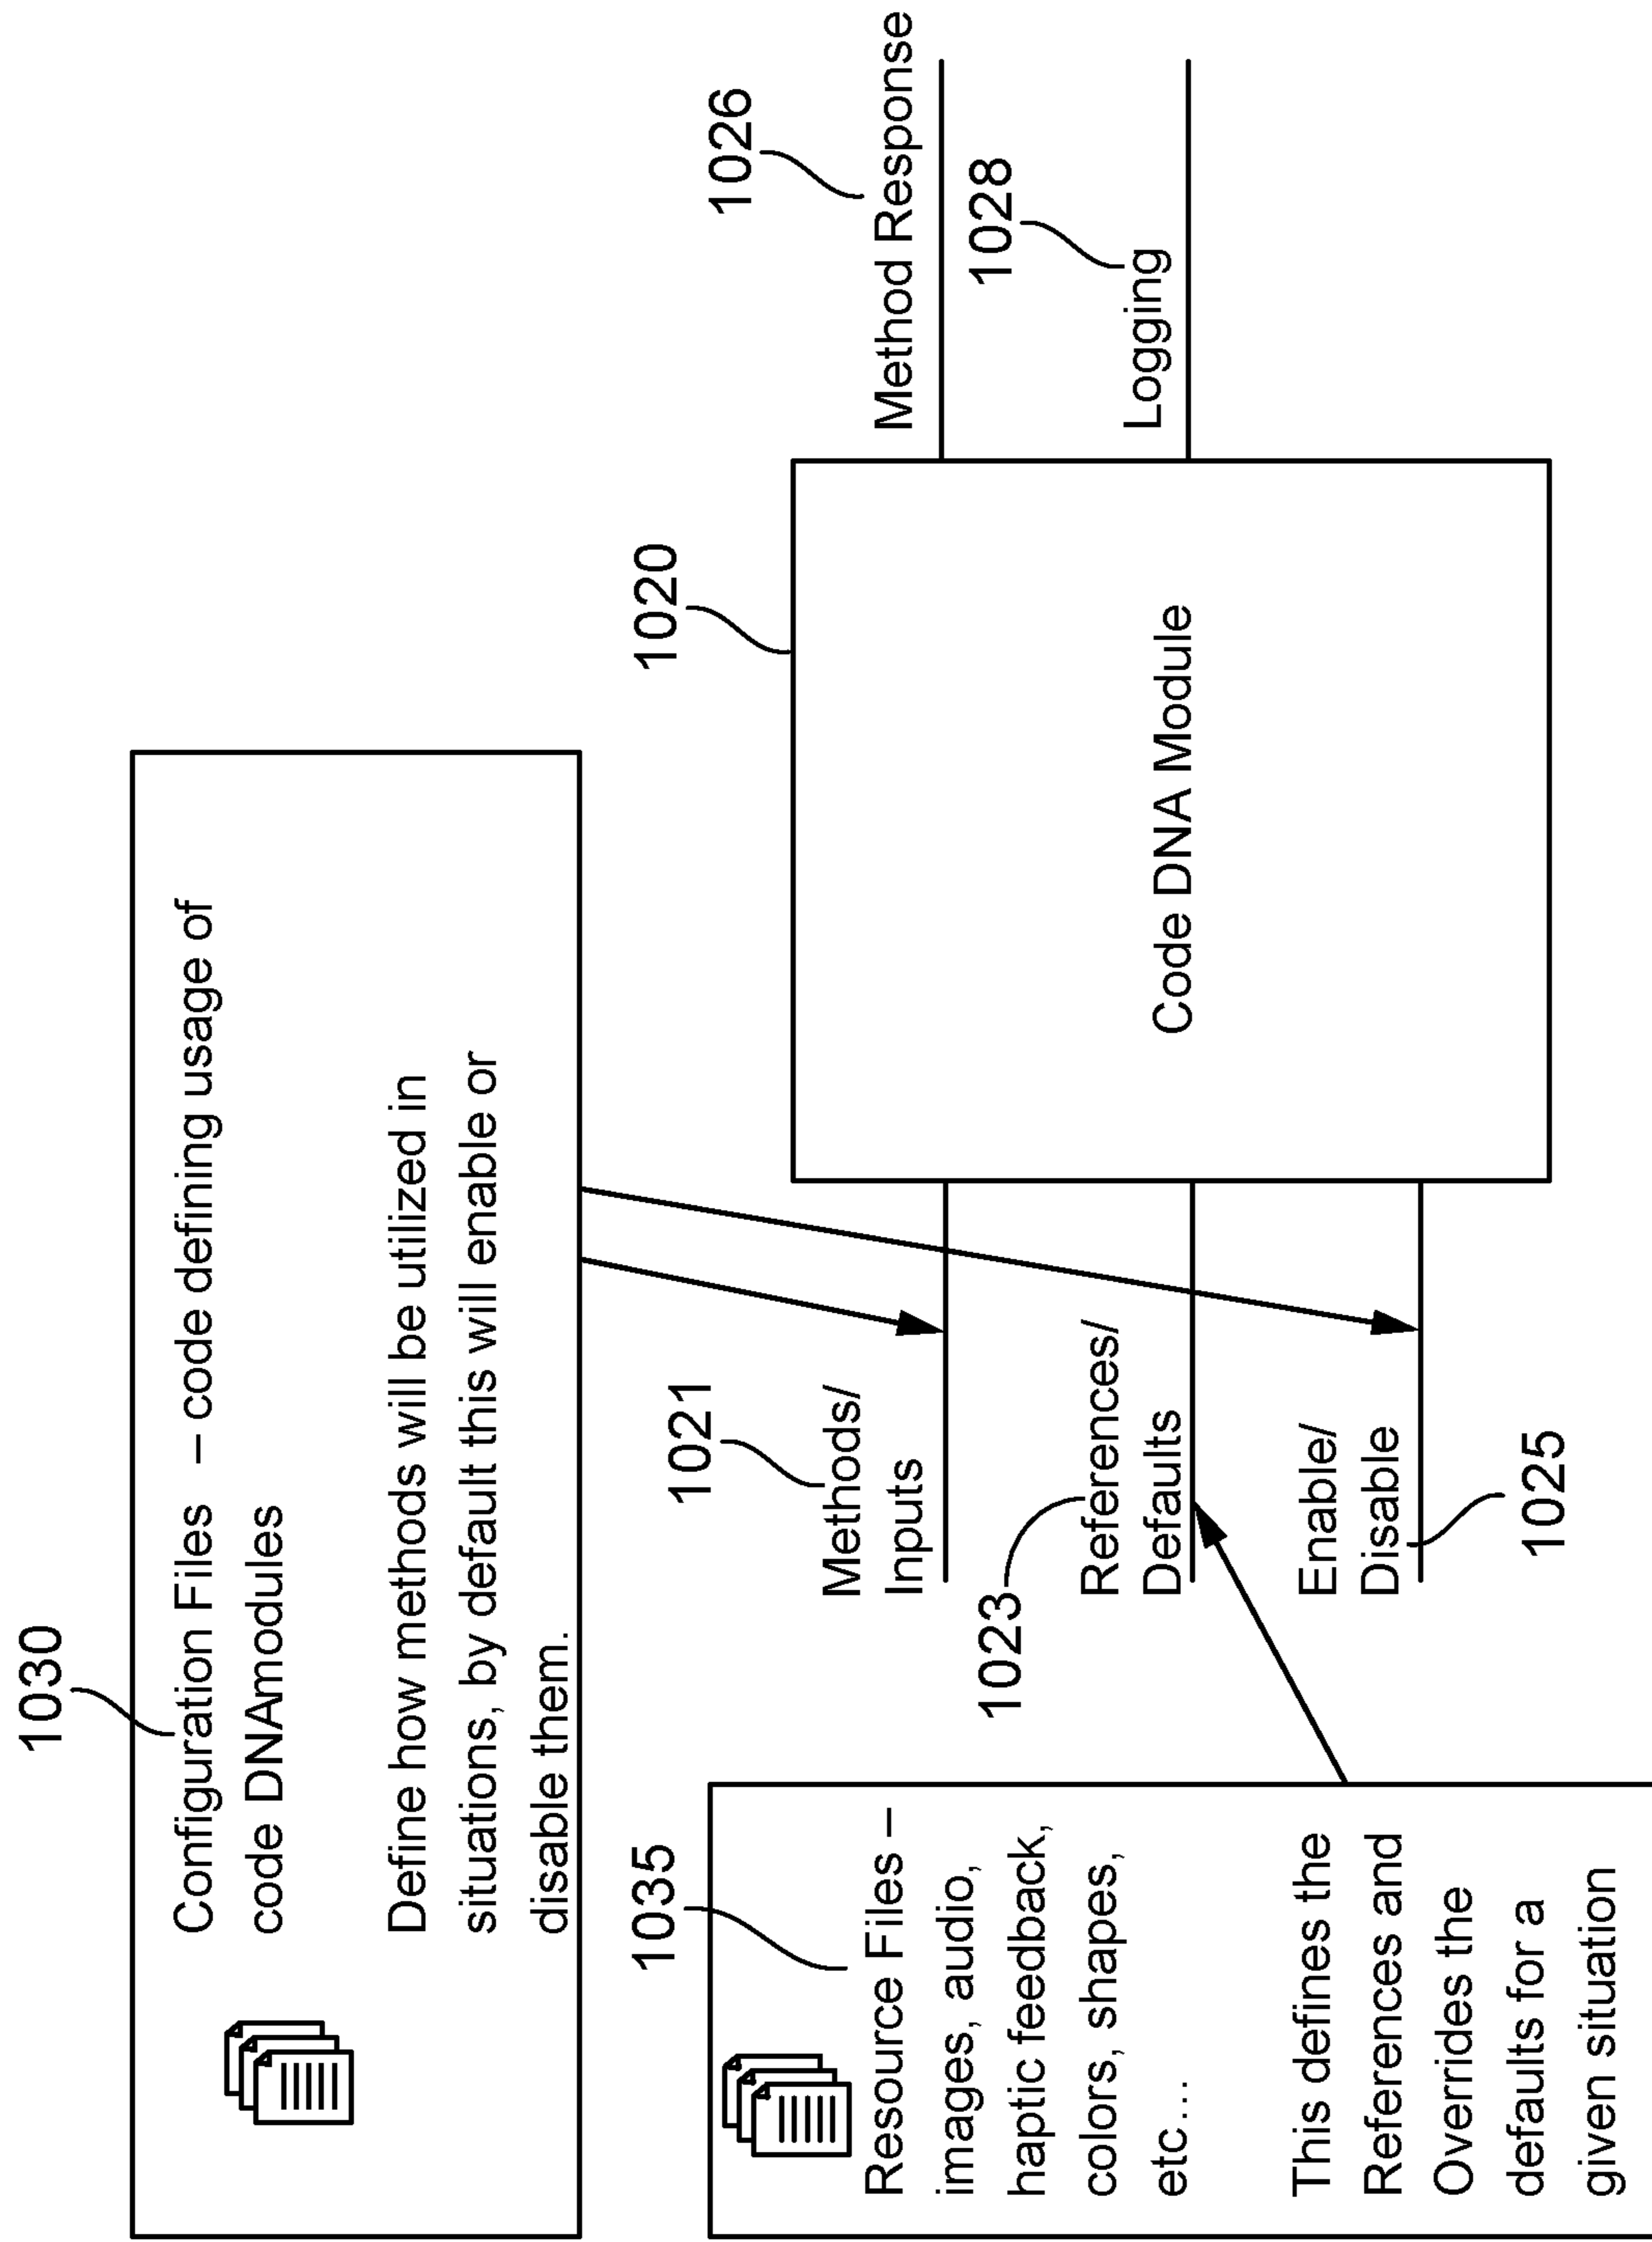 1030
Configuration Files – code defining usage of
code DNAmodules
Define how methods will be utilized in
situations, by default this will enable or
disable them.
1035
Resource Files –
images, audio,
haptic feedback,
colors, shapes,
etc...
This defines the
References and
Overrides the
defaults for a
given situation
1021
Methods/
Inputs
1023
References/
Defaults
Enable/
Disable
1025
1020
Code DNA Module
1026
Method Response
1028
Logging